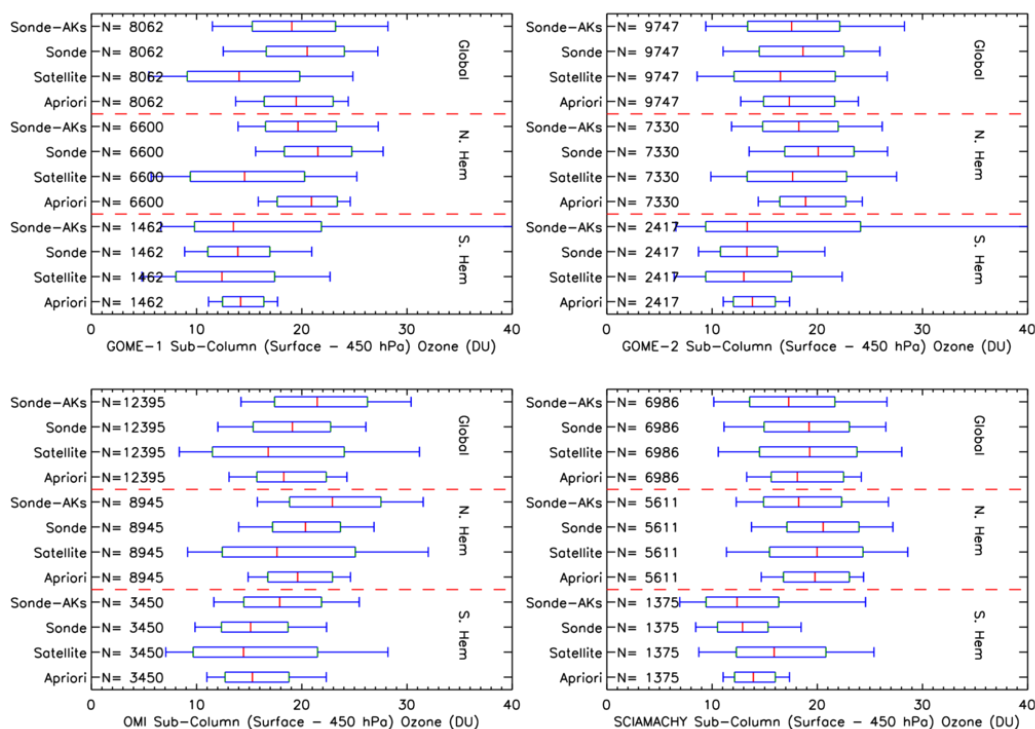 Sonde-AKs N= 8062
Sonde N= 8062
Satellite N= 8062
Apriori N= 8062
Global
Sonde-AKs N= 6600
Sonde N= 6600
Satellite N= 6600
Apriori N= 6600
N. Hem
Sonde-AKs N= 1462
Sonde N= 1462
Satellite N= 1462
Apriori N= 1462
S. Hem
0 10 20 30 40
GOME-1 Sub-Column (Surface - 450 hPa) Ozone (DU)
Sonde-AKs N= 9747
Sonde N= 9747
Satellite N= 9747
Apriori N= 9747
Global
Sonde-AKs N= 7330
Sonde N= 7330
Satellite N= 7330
Apriori N= 7330
N. Hem
Sonde-AKs N= 2417
Sonde N= 2417
Satellite N= 2417
Apriori N= 2417
S. Hem
0 10 20 30 40
GOME-2 Sub-Column (Surface - 450 hPa) Ozone (DU)
Sonde-AKs N=12395
Sonde N=12395
Satellite N=12395
Apriori N=12395
Global
Sonde-AKs N= 8945
Sonde N= 8945
Satellite N= 8945
Apriori N= 8945
N. Hem
Sonde-AKs N= 3450
Sonde N= 3450
Satellite N= 3450
Apriori N= 3450
S. Hem
0 10 20 30 40
OMI Sub-Column (Surface - 450 hPa) Ozone (DU)
Sonde-AKs N= 6986
Sonde N= 6986
Satellite N= 6986
Apriori N= 6986
Global
Sonde-AKs N= 5611
Sonde N= 5611
Satellite N= 5611
Apriori N= 5611
N. Hem
Sonde-AKs N= 1375
Sonde N= 1375
Satellite N= 1375
Apriori N= 1375
S. Hem
0 10 20 30 40
SCIAMACHY Sub-Column (Surface - 450 hPa) Ozone (DU)